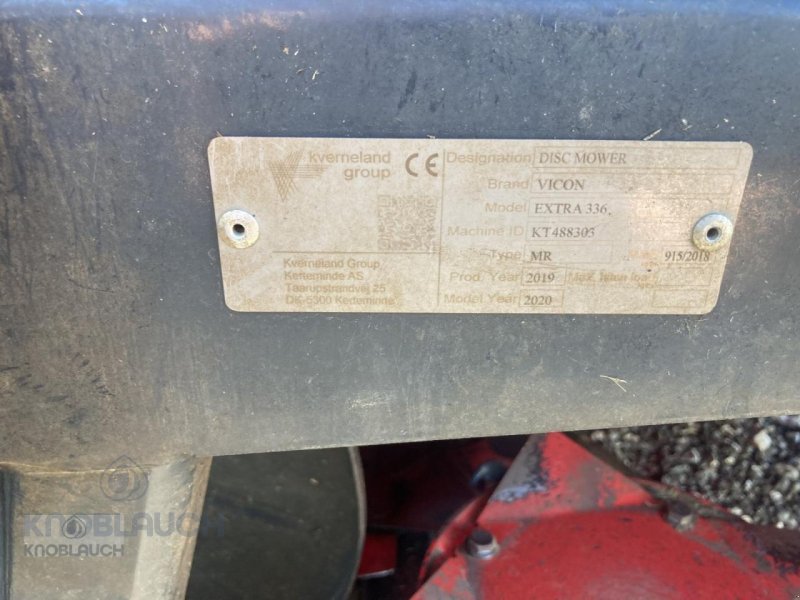 kverneland
group
CE
Kverneland Group
Kerteminde AS
Taarupstrandvej 25
DK-5300 Kerteminde
Designation DISC MOWER
Brand VICON
Model EXTRA 336
Machine ID KT488303
Type MR 915/2018
Prod. Year 2019
Model Year 2020
KNOBLAUCH
KNOBLAUCH